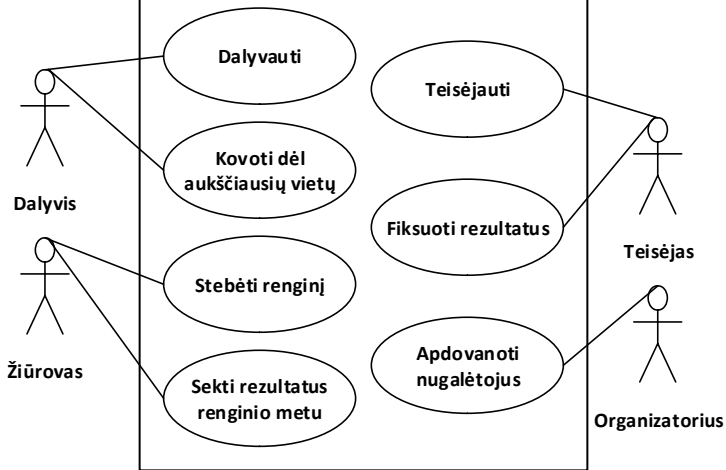 Dalyvauti
Teisėjauti
Kovoti dėl
aukščiausių vietų
Dalyvis
Fiksuoti rezultatus
Teisėjas
Stebėti renginį
Žiūrovas
Apdovanoti
nugalėtojus
Sekti rezultatus
renginio metu
Organizatorius